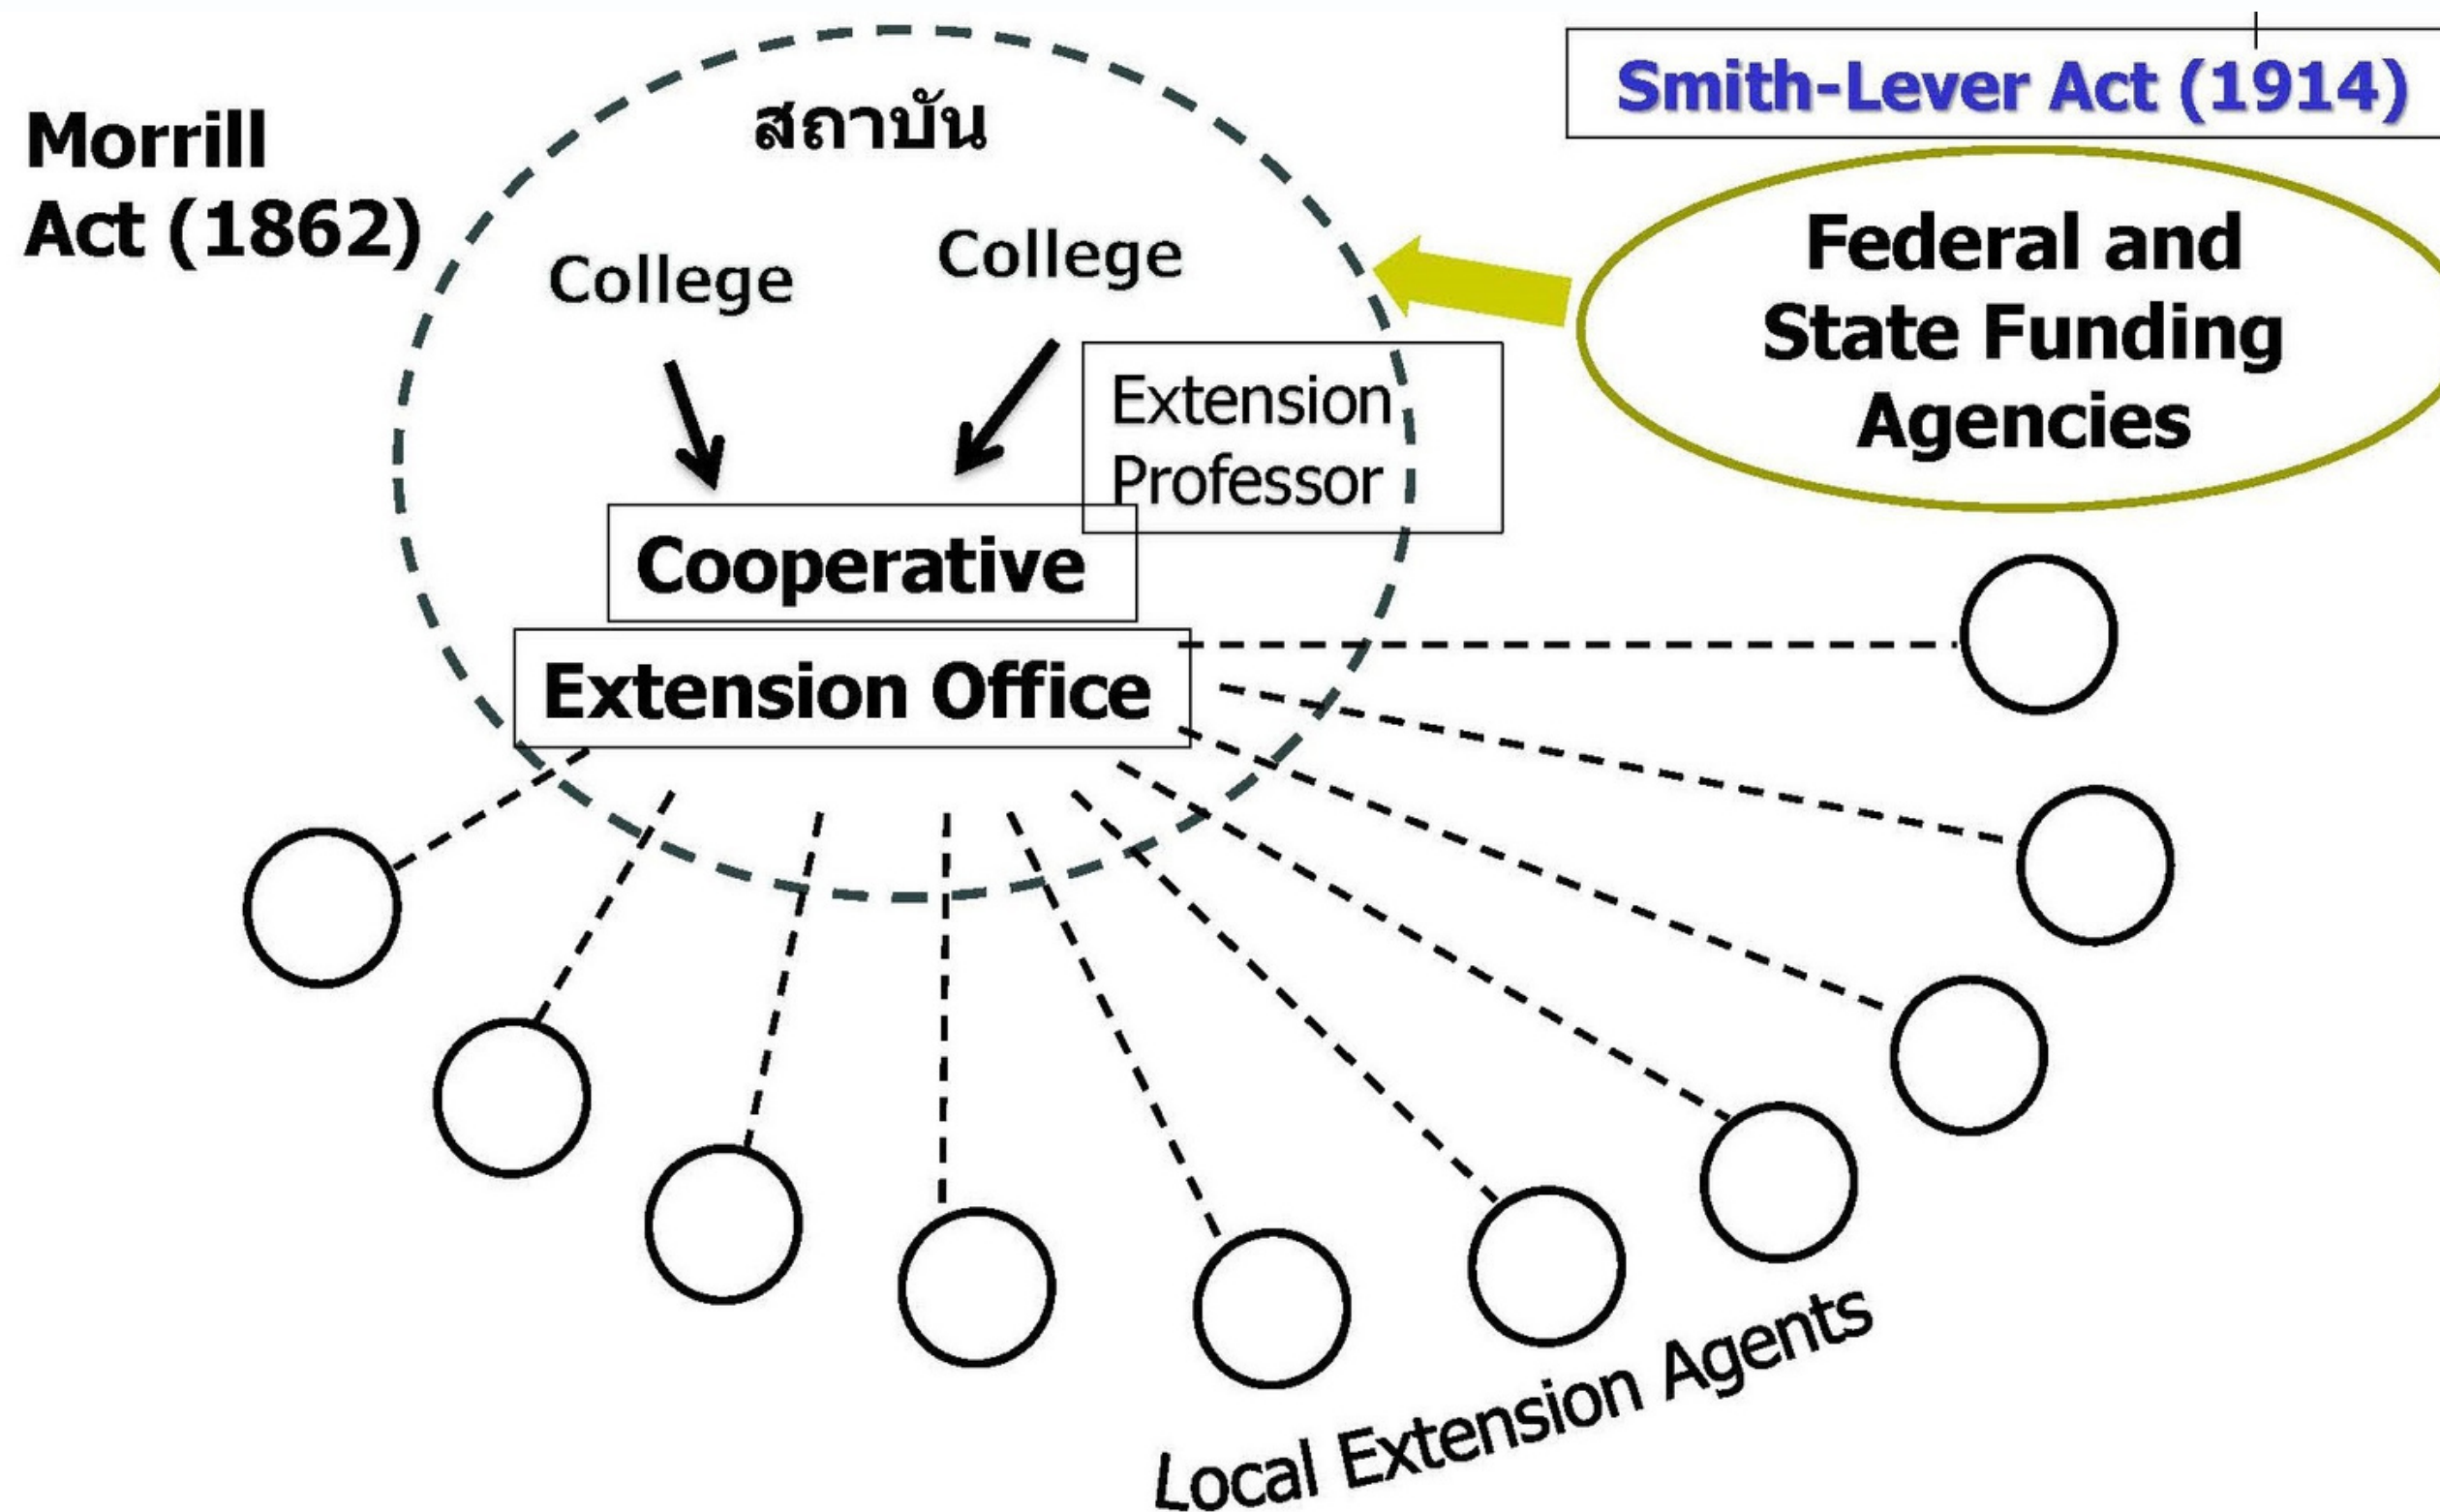 Morrill
Act (1862)
สถาบัน
College
College
Smith-Lever Act (1914)
Federal and
State Funding
Agencies
Extension
Professor
Cooperative
Extension Office
Local Extension Agents